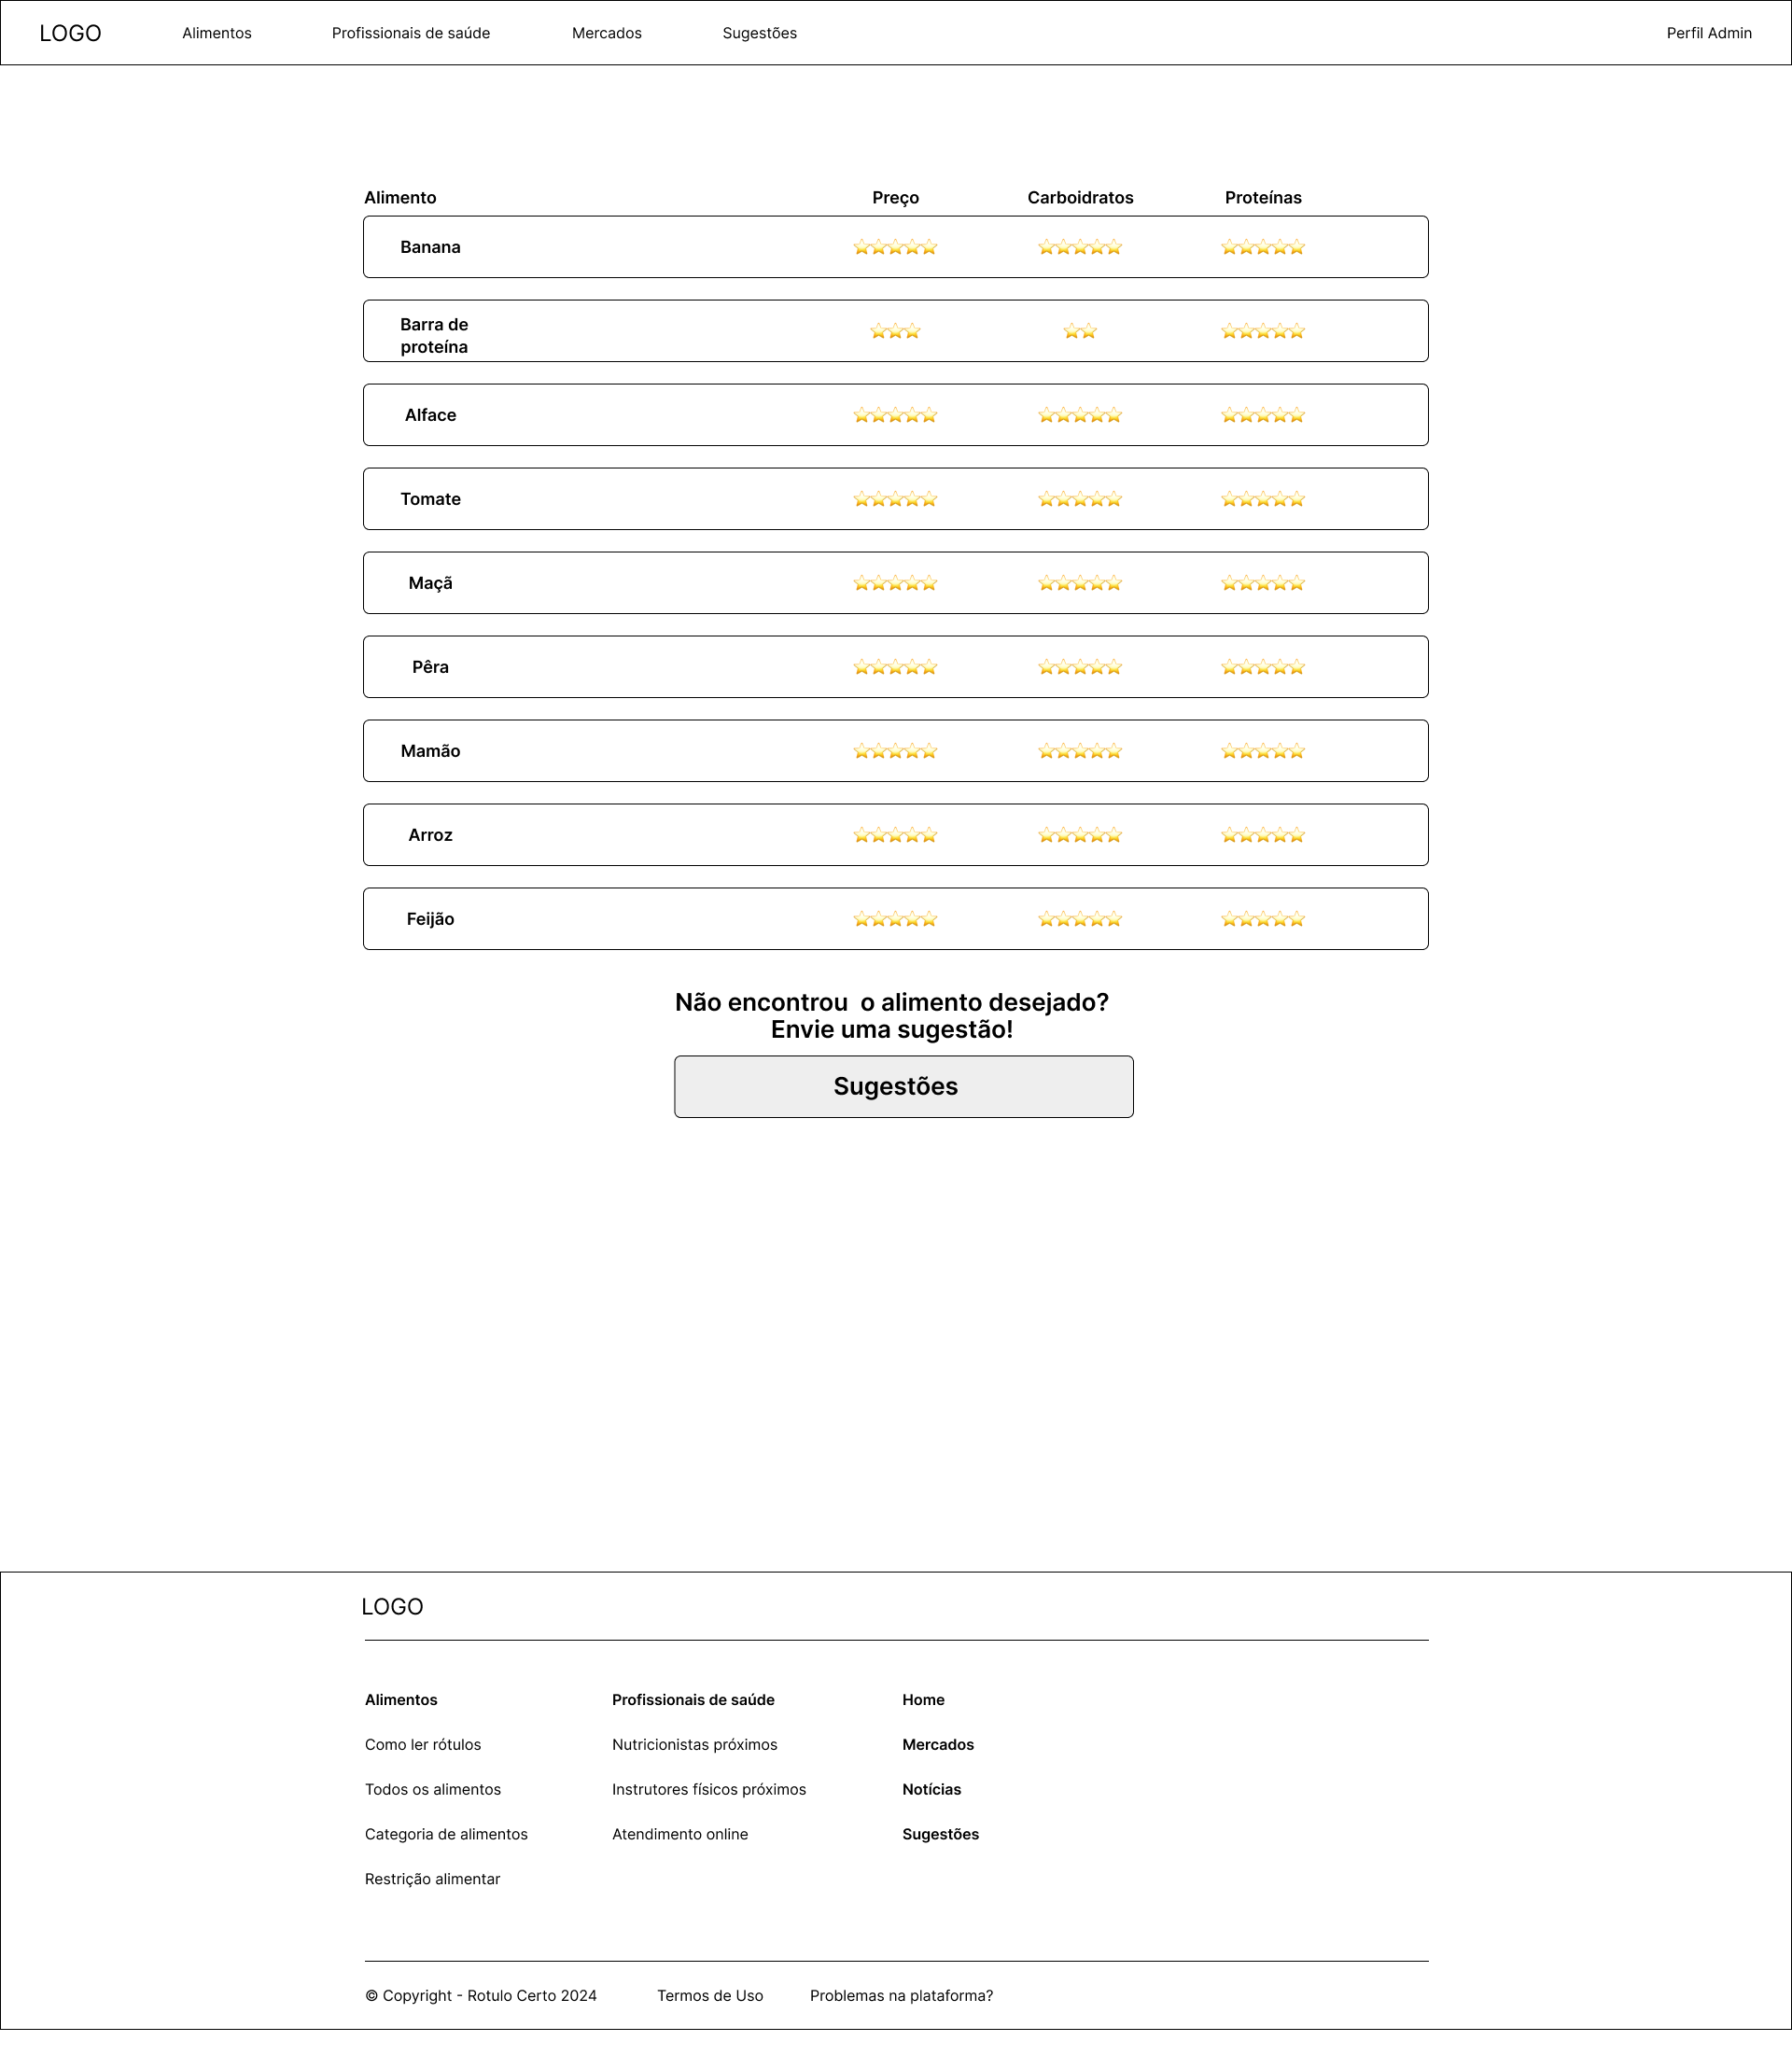 LOGO Alimentos Profissionais de saúde Mercados Sugestões Perfil Admin
Alimento Preço Carboidratos Proteínas
Banana ⭐⭐⭐⭐⭐ ⭐⭐⭐⭐⭐ ⭐⭐⭐⭐⭐
Barra de
proteína ⭐⭐⭐ ⭐⭐ ⭐⭐⭐⭐⭐
Alface ⭐⭐⭐⭐⭐ ⭐⭐⭐⭐⭐ ⭐⭐⭐⭐⭐
Tomate ⭐⭐⭐⭐⭐ ⭐⭐⭐⭐⭐ ⭐⭐⭐⭐⭐
Maçã ⭐⭐⭐⭐⭐ ⭐⭐⭐⭐⭐ ⭐⭐⭐⭐⭐
Pêra ⭐⭐⭐⭐⭐ ⭐⭐⭐⭐⭐ ⭐⭐⭐⭐⭐
Mamão ⭐⭐⭐⭐⭐ ⭐⭐⭐⭐⭐ ⭐⭐⭐⭐⭐
Arroz ⭐⭐⭐⭐⭐ ⭐⭐⭐⭐⭐ ⭐⭐⭐⭐⭐
Feijão ⭐⭐⭐⭐⭐ ⭐⭐⭐⭐⭐ ⭐⭐⭐⭐⭐
Não encontrou  o alimento desejado?
Envie uma sugestão!
Sugestões
LOGO
Alimentos Profissionais de saúde Home
Como ler rótulos Nutricionistas próximos Mercados
Todos os alimentos Instrutores físicos próximos Notícias
Categoria de alimentos Atendimento online Sugestões
Restrição alimentar
© Copyright - Rotulo Certo 2024 Termos de Uso Problemas na plataforma?